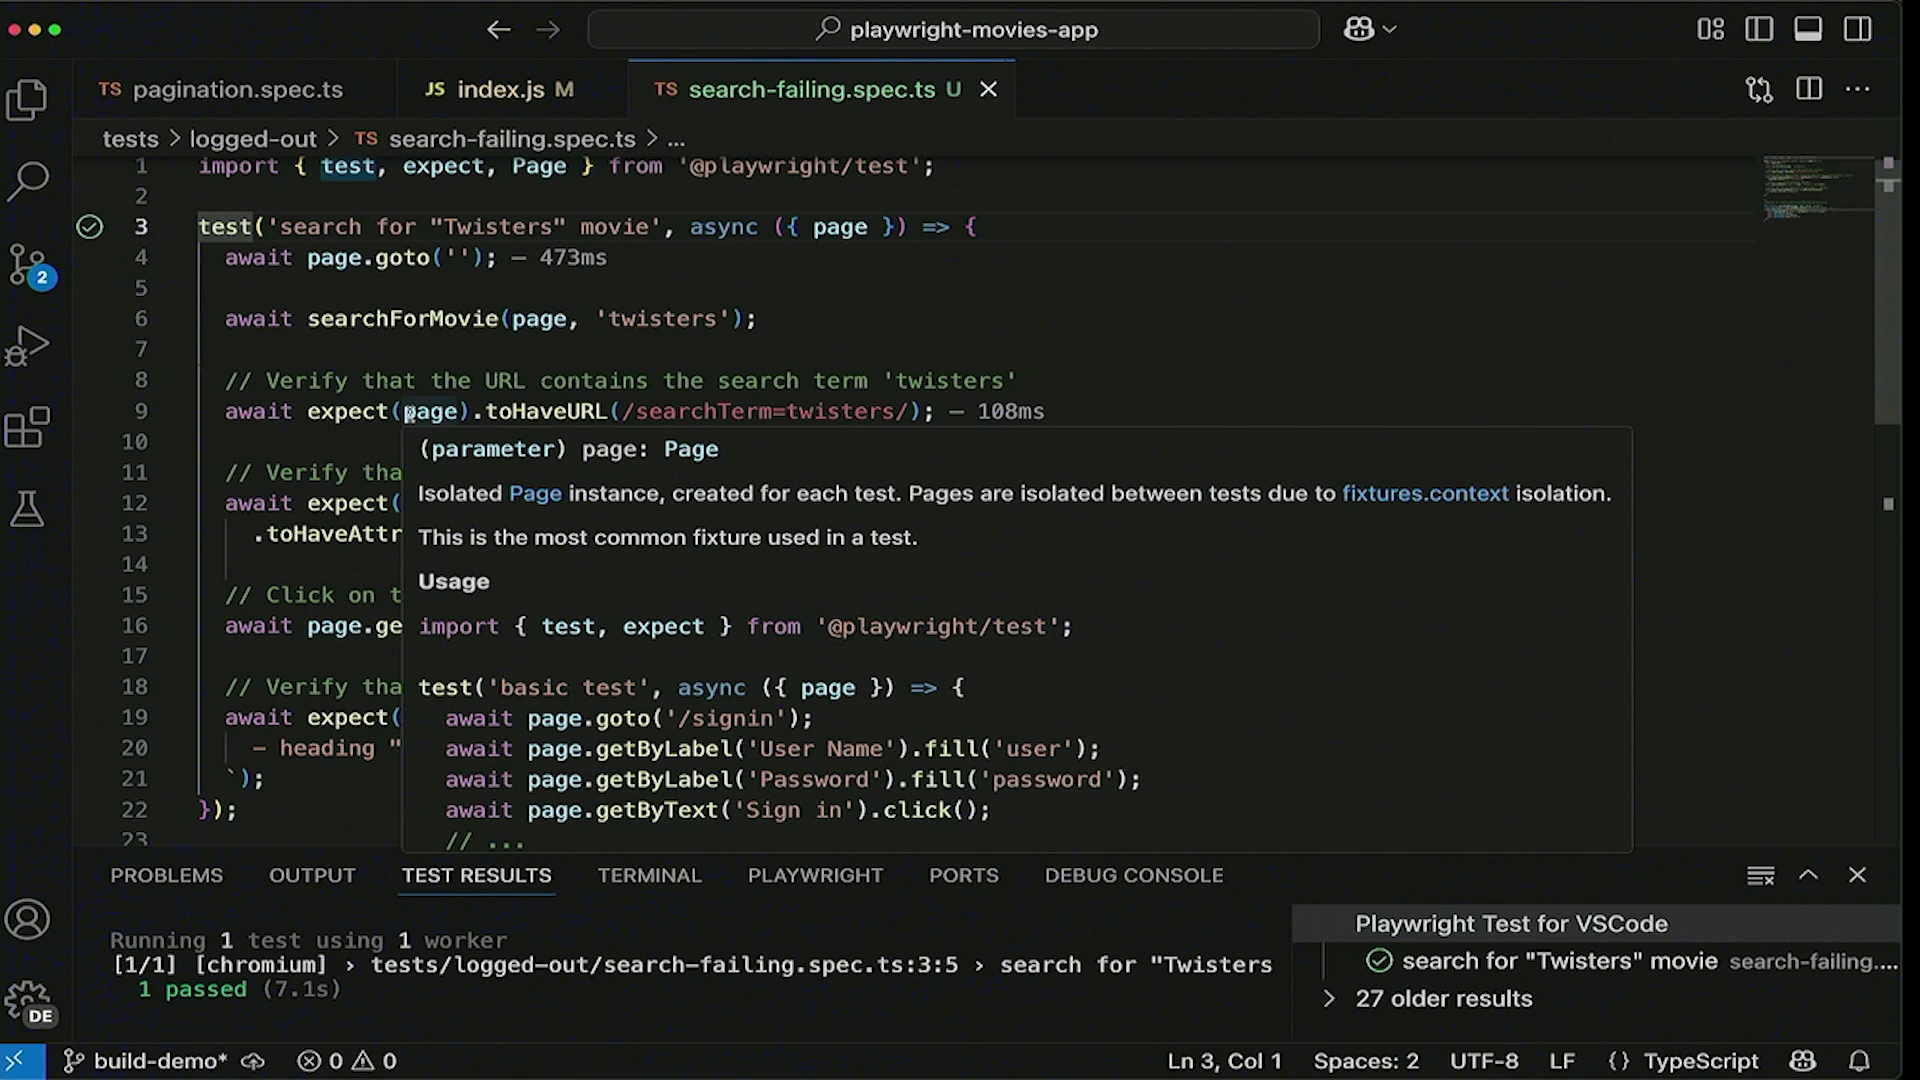 playwright-movies-app
TS pagination.spec.ts
JS index.js M
TS search-failing.spec.ts U
tests > logged-out > TS search-failing.spec.ts > ...
1 import { test, expect, Page } from '@playwright/test';
2
3 test('search for "Twisters" movie', async ({ page }) => {
4 await page.goto(''); — 473ms
5
6 await searchForMovie(page, 'twisters');
7
8 // Verify that the URL contains the search term 'twisters'
9 await expect(page).toHaveURL(/searchTerm=twisters/); — 108ms
10
11 // Verify tha
12 await expect(
13 .toHaveAttr
14
15 // Click on t
16 await page.ge
17
18 // Verify tha
19 await expect(
20 – heading "
21 `);
22 });
23
(parameter) page: Page
Isolated Page instance, created for each test. Pages are isolated between tests due to fixtures.context isolation.
This is the most common fixture used in a test.
Usage
import { test, expect } from '@playwright/test';
test('basic test', async ({ page }) => {
await page.goto('/signin');
await page.getByLabel('User Name').fill('user');
await page.getByLabel('Password').fill('password');
await page.getByText('Sign in').click();
// ...
2
DE
PROBLEMS OUTPUT TEST RESULTS TERMINAL PLAYWRIGHT PORTS DEBUG CONSOLE
Running 1 test using 1 worker
[1/1] [chromium] › tests/logged-out/search-failing.spec.ts:3:5 › search for "Twisters
1 passed (7.1s)
Playwright Test for VSCode
search for "Twisters" movie search-failing....
27 older results
build-demo* 0 0 Ln 3, Col 1 Spaces: 2 UTF-8 LF {} TypeScript